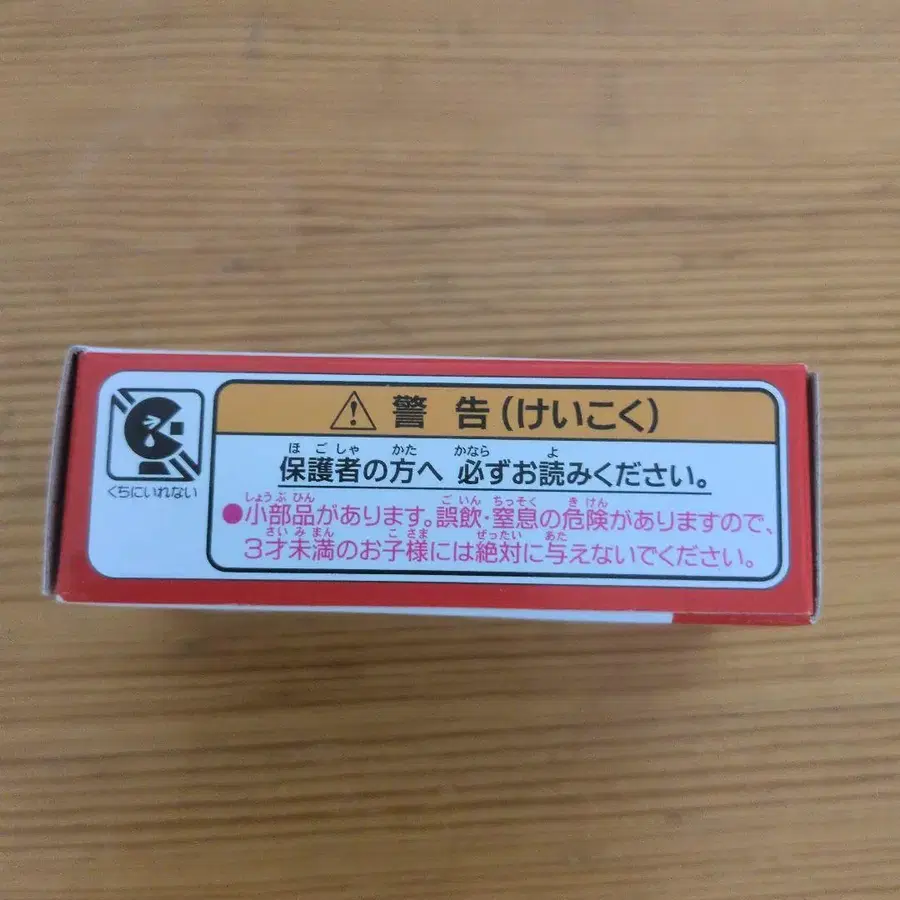 ⚠警告(けいこく)
ほごしゃ かた かなら よ
保護者の方へ 必ずお読みください。
しょうぶひん ごいん ちっそく きけん
●小部品があります。誤飲・窒息の危険がありますので、
さいみまん こさま ぜったい あた
3才未満のお子様には絶対に与えないでください。
くちにいれない